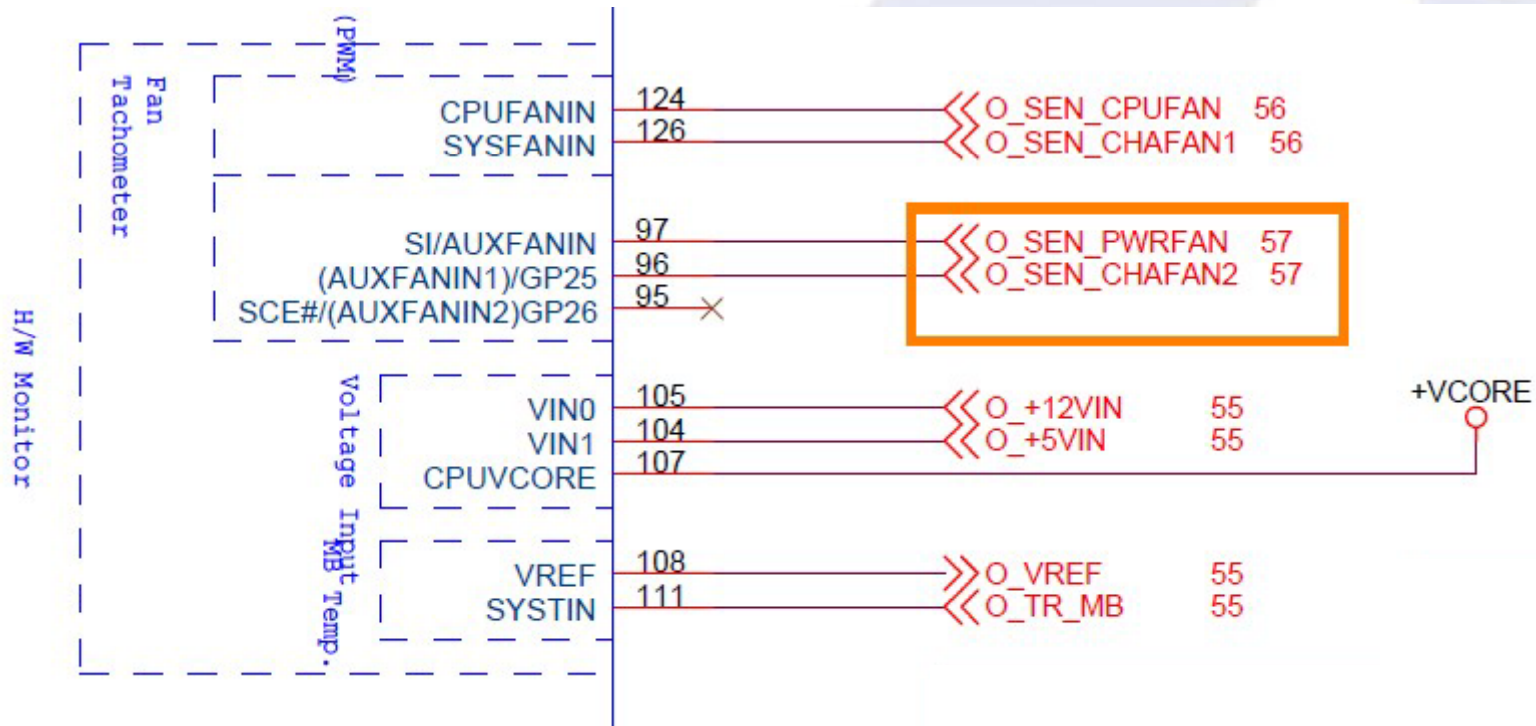 (PWM)
Fan
Tachometer
H/W Monitor
CPUFANIN 124 O_SEN_CPUFAN 56
SYSFANIN 126 O_SEN_CHAFAN1 56
SI/AUXFANIN 97 O_SEN_PWRFAN 57
(AUXFANIN1)/GP25 96 O_SEN_CHAFAN2 57
SCE#/(AUXFANIN2)GP26 95
Voltage Input
VIN0 105 O_+12VIN 55
VIN1 104 O_+5VIN 55
CPUVCORE 107 +VCORE
MB Temp.
VREF 108 O_VREF 55
SYSTIN 111 O_TR_MB 55